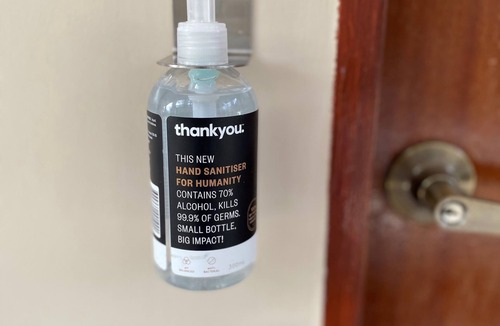 thankyou.
THIS NEW
HAND SANITISER
FOR HUMANITY
CONTAINS 70%
ALCOHOL, KILLS
99.9% OF GERMS.
SMALL BOTTLE,
BIG IMPACT!